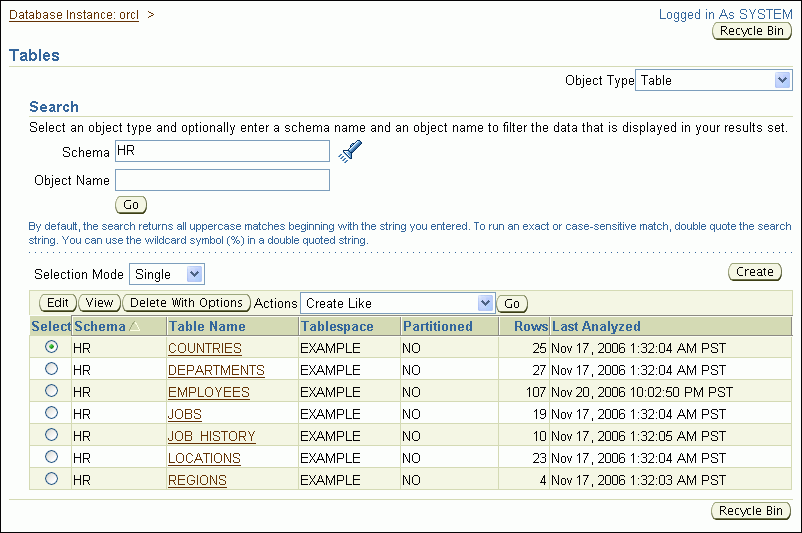 Database Instance: orcl >
Logged in As SYSTEM
Recycle Bin
Tables
Object Type Table
Search
Select an object type and optionally enter a schema name and an object name to filter the data that is displayed in your results set.
Schema HR
Object Name
Go
By default, the search returns all uppercase matches beginning with the string you entered. To run an exact or case-sensitive match, double quote the search
string. You can use the wildcard symbol (%) in a double quoted string.
Selection Mode Single
Create
Edit View Delete With Options Actions Create Like Go
Select Schema Table Name Tablespace Partitioned Rows Last Analyzed
HR COUNTRIES EXAMPLE NO 25 Nov 17, 2006 1:32:04 AM PST
HR DEPARTMENTS EXAMPLE NO 27 Nov 17, 2006 1:32:04 AM PST
HR EMPLOYEES EXAMPLE NO 107 Nov 20, 2006 10:02:50 PM PST
HR JOBS EXAMPLE NO 19 Nov 17, 2006 1:32:04 AM PST
HR JOB_HISTORY EXAMPLE NO 10 Nov 17, 2006 1:32:05 AM PST
HR LOCATIONS EXAMPLE NO 23 Nov 17, 2006 1:32:04 AM PST
HR REGIONS EXAMPLE NO 4 Nov 17, 2006 1:32:03 AM PST
Recycle Bin